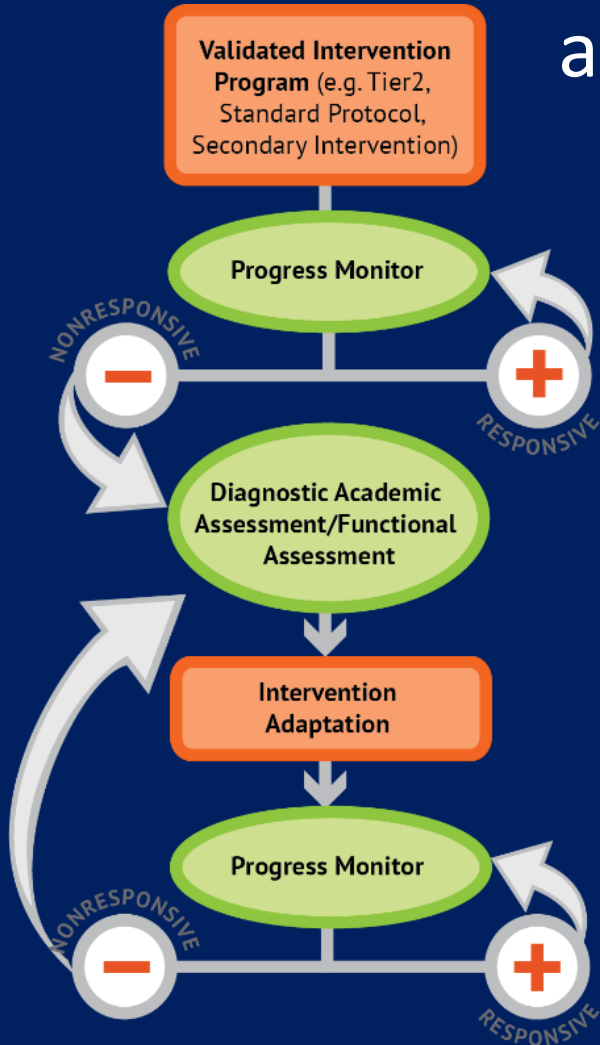 a
Validated Intervention
Program (e.g. Tier2,
Standard Protocol,
Secondary Intervention)
Progress Monitor
NONRESPONSIVE
RESPONSIVE
Diagnostic Academic
Assessment/Functional
Assessment
Intervention
Adaptation
Progress Monitor
NONRESPONSIVE
RESPONSIVE